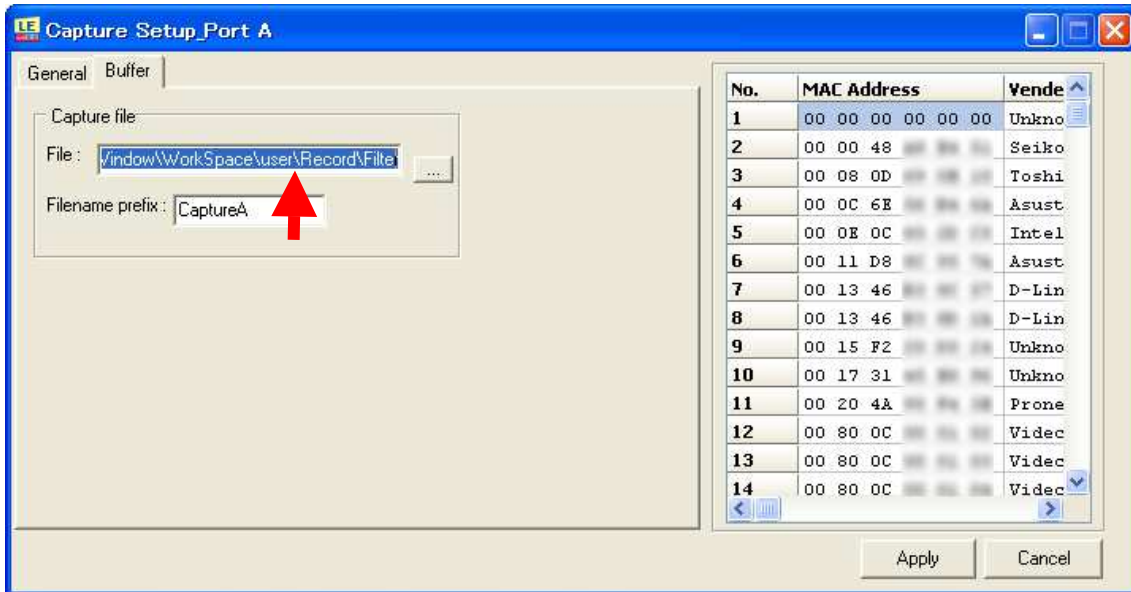 LE Capture Setup_Port A
General Buffer
Capture file
File : Window\WorkSpace\user\Record\Filte
...
Filename prefix : CaptureA
No. MAC Address Vende
1 00 00 00 00 00 00 Unkno
2 00 00 48 Seiko
3 00 08 0D Toshi
4 00 0C 6E Asust
5 00 0E 0C Intel
6 00 11 D8 Asust
7 00 13 46 D-Lin
8 00 13 46 D-Lin
9 00 15 F2 Unkno
10 00 17 31 Unkno
11 00 20 4A Prone
12 00 80 0C Videc
13 00 80 0C Videc
14 00 80 0C Videc
Apply Cancel